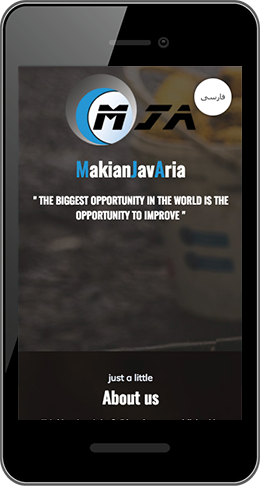 MJA
فارسی
MakianJavAria
" THE BIGGEST OPPORTUNITY IN THE WORLD IS THE
OPPORTUNITY TO IMPROVE "
just a little
About us